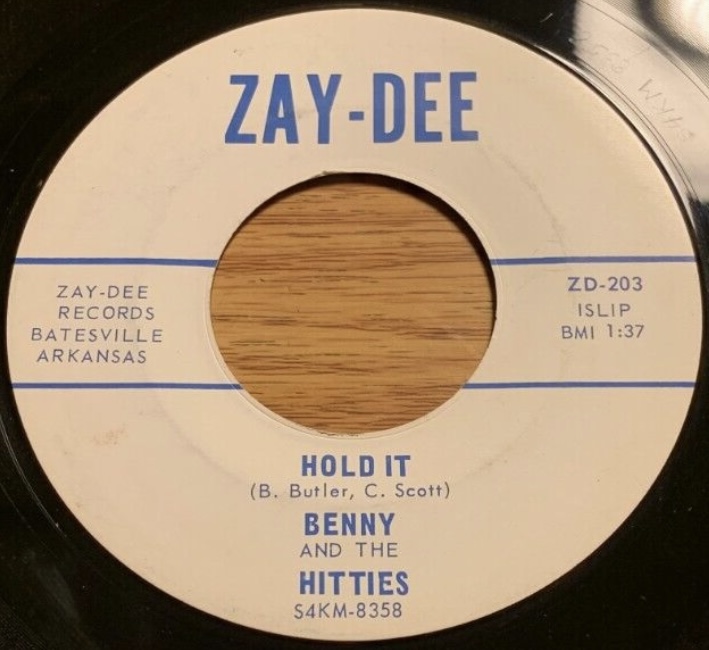 ZAY-DEE
ZAY-DEE
RECORDS
BATESVILLE
ARKANSAS
ZD-203
ISLIP
BMI 1:37
HOLD IT
(B. Butler, C. Scott)
BENNY
AND THE
HITTIES
S4KM-8358